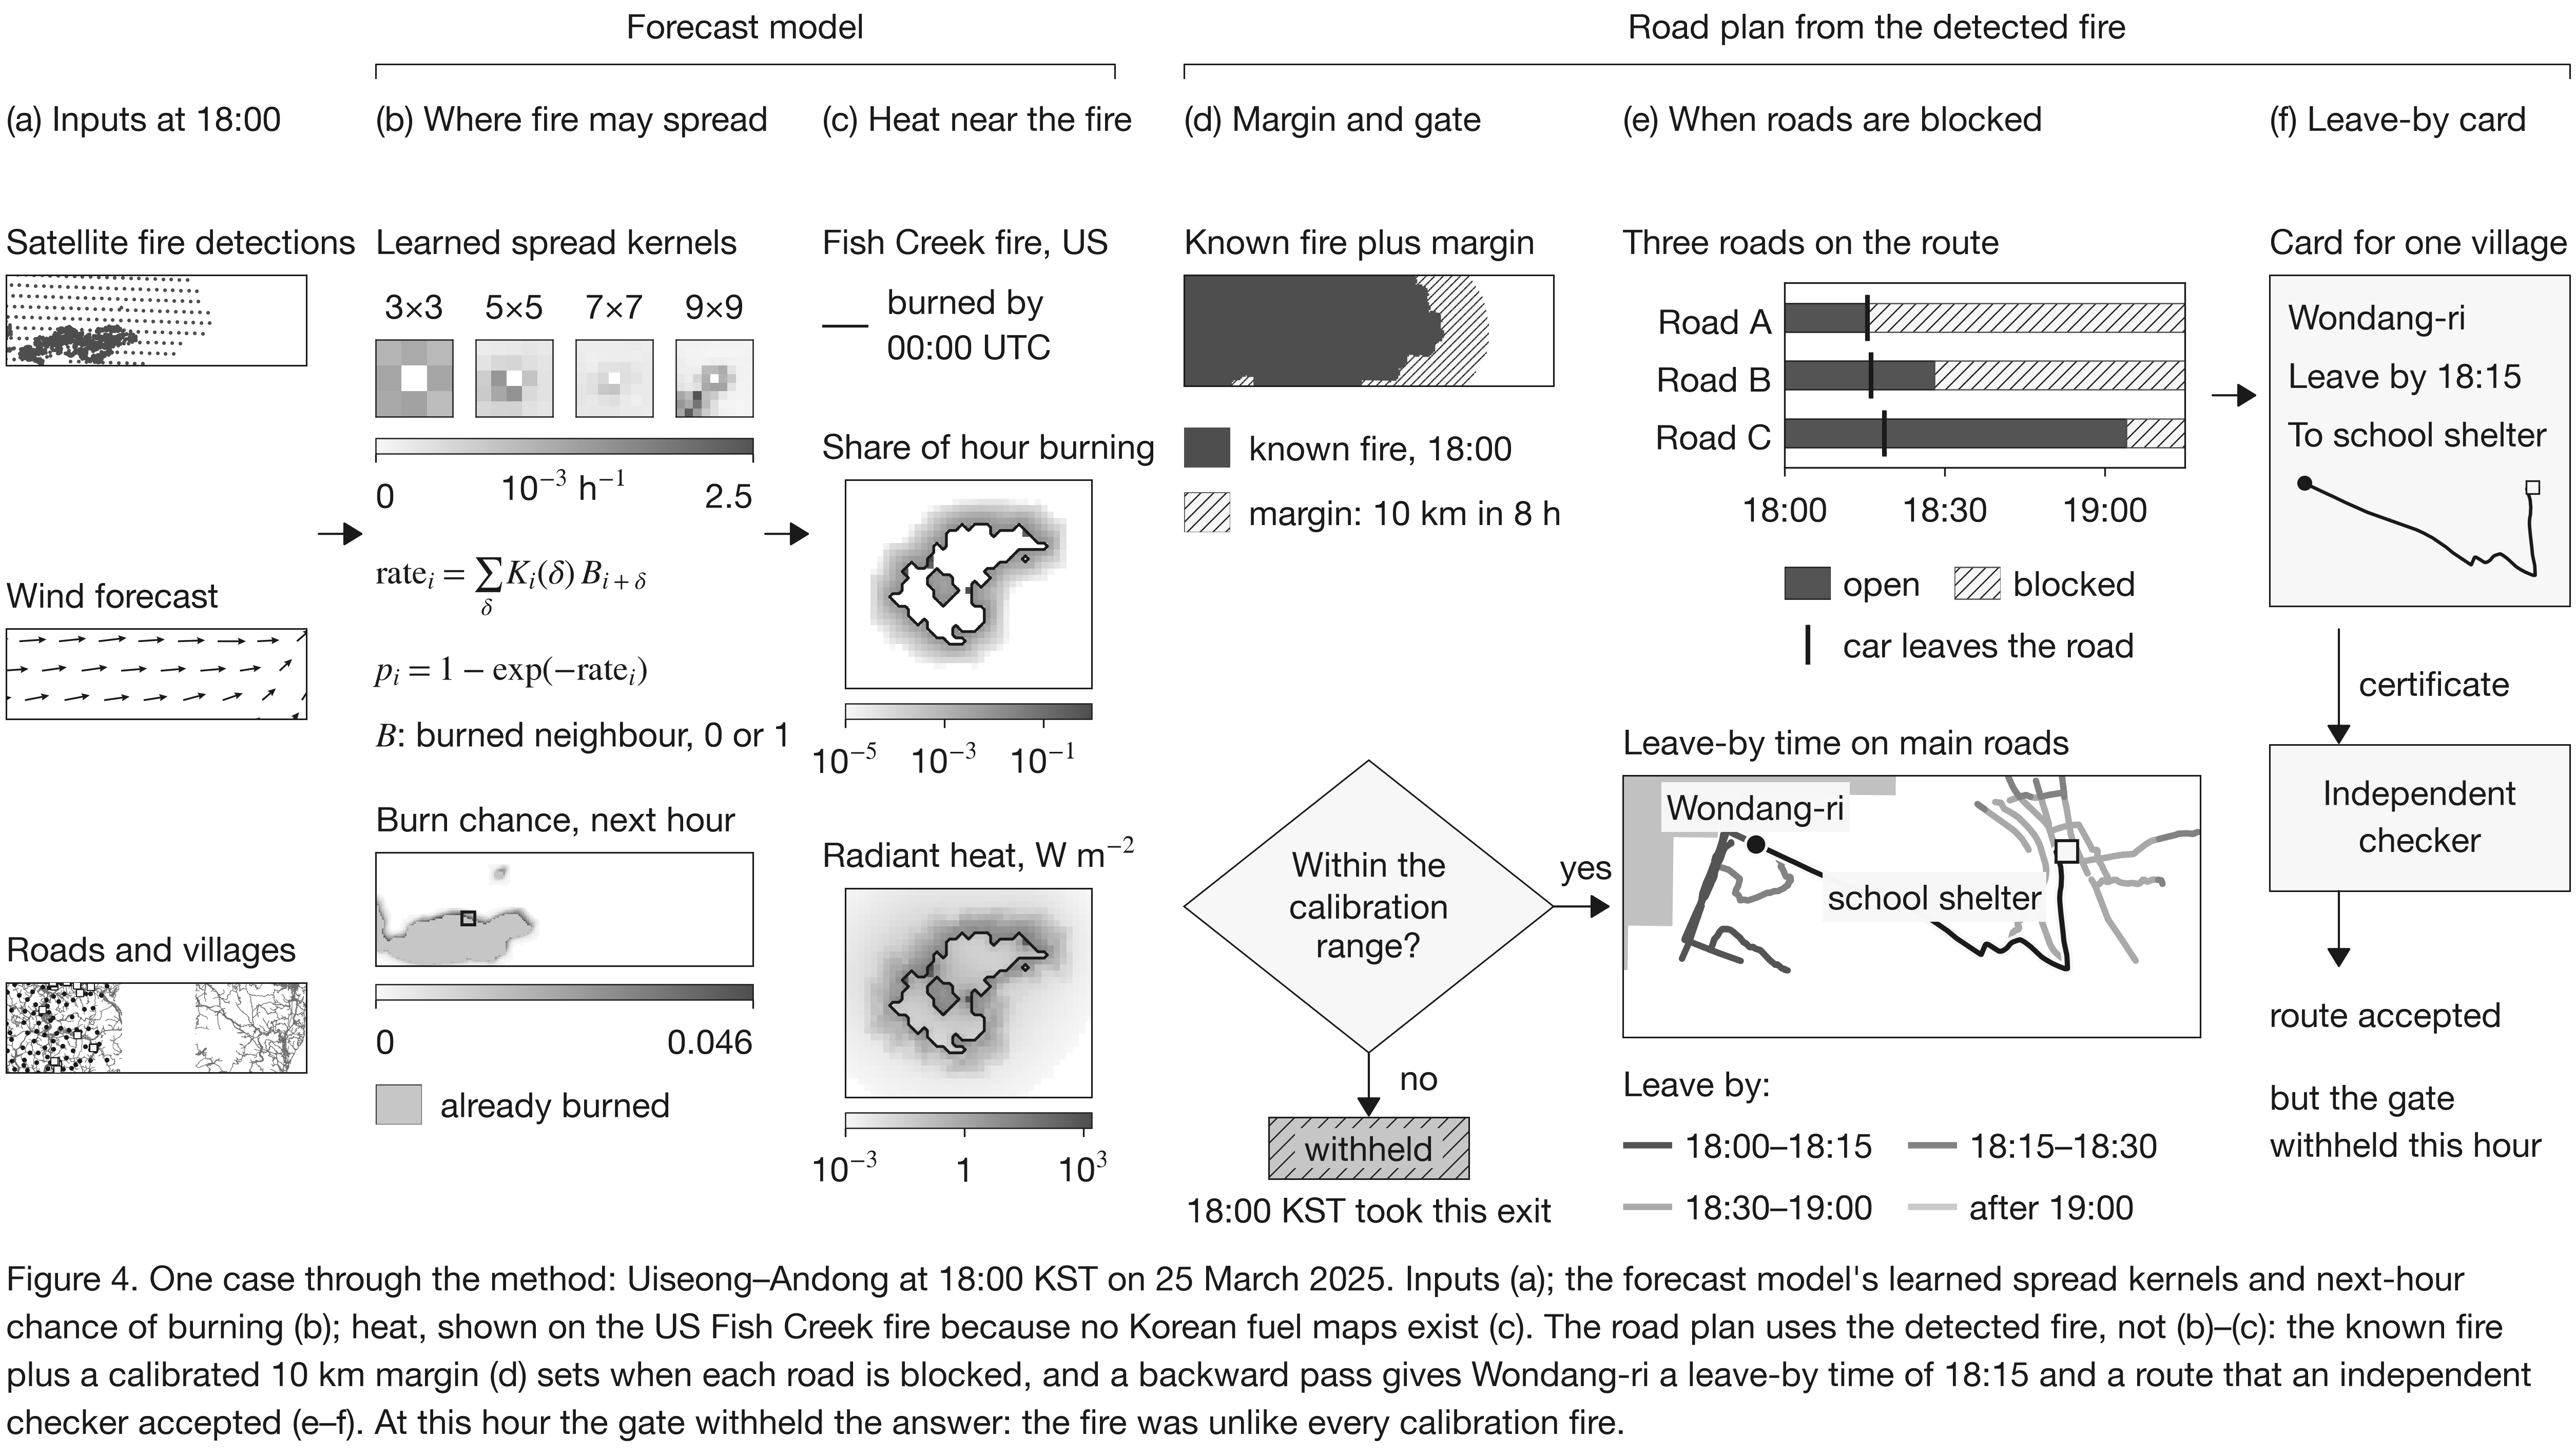 Forecast model
Road plan from the detected fire
(a) Inputs at 18:00
(b) Where fire may spread
(c) Heat near the fire
(d) Margin and gate
(e) When roads are blocked
(f) Leave-by card
Satellite fire detections
Wind forecast
Roads and villages
Learned spread kernels
3×3 5×5 7×7 9×9
0 10⁻³ h⁻¹ 2.5
rateᵢ = ∑_δ Kᵢ(δ) Bᵢ₊δ
pᵢ = 1 − exp(−rateᵢ)
B: burned neighbour, 0 or 1
Burn chance, next hour
0 0.046
already burned
Fish Creek fire, US
burned by
00:00 UTC
Share of hour burning
10⁻⁵ 10⁻³ 10⁻¹
Radiant heat, W m⁻²
10⁻³ 1 10³
Known fire plus margin
known fire, 18:00
margin: 10 km in 8 h
Within the
calibration
range?
yes
no
withheld
18:00 KST took this exit
Three roads on the route
Road A
Road B
Road C
18:00 18:30 19:00
open blocked
car leaves the road
Leave-by time on main roads
Wondang-ri
school shelter
Leave by:
18:00–18:15 18:15–18:30
18:30–19:00 after 19:00
Card for one village
Wondang-ri
Leave by 18:15
To school shelter
certificate
Independent
checker
route accepted
but the gate
withheld this hour
Figure 4. One case through the method: Uiseong–Andong at 18:00 KST on 25 March 2025. Inputs (a); the forecast model's learned spread kernels and next-hour
chance of burning (b); heat, shown on the US Fish Creek fire because no Korean fuel maps exist (c). The road plan uses the detected fire, not (b)–(c): the known fire
plus a calibrated 10 km margin (d) sets when each road is blocked, and a backward pass gives Wondang-ri a leave-by time of 18:15 and a route that an independent
checker accepted (e–f). At this hour the gate withheld the answer: the fire was unlike every calibration fire.